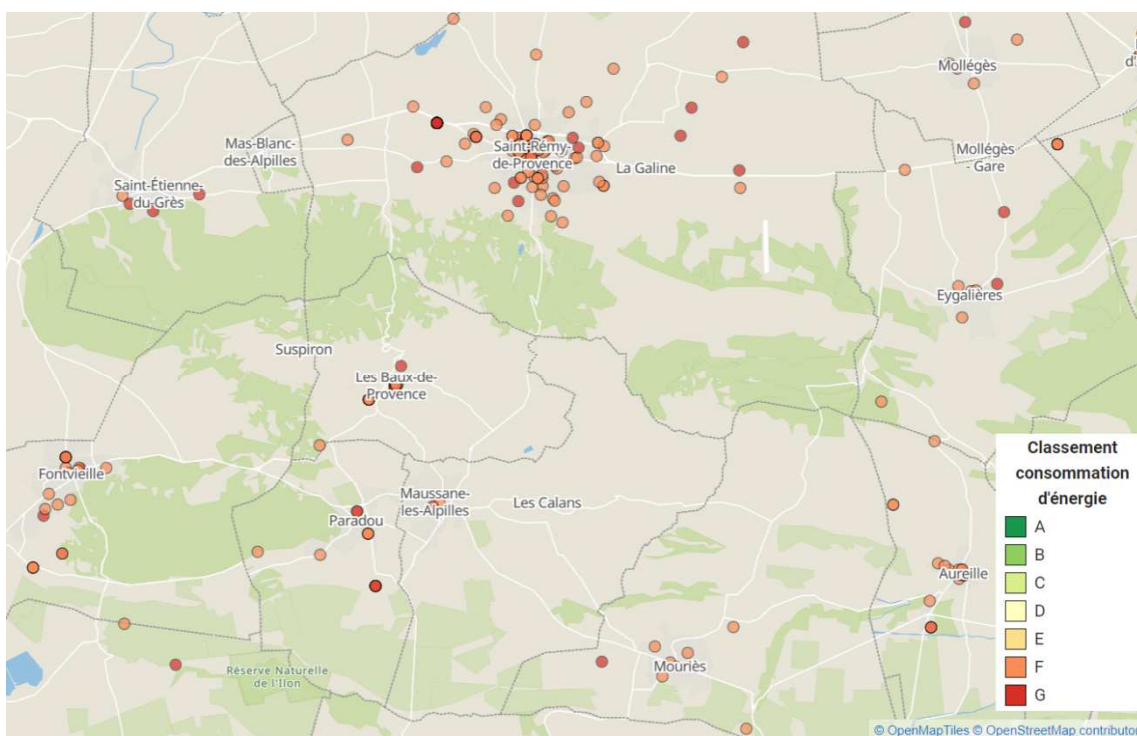 Mollégès
d'
Saint-Rémy-
de-Provence
Mas-Blanc-
des-Alpilles
La Galine
Mollégès
- Gare
Saint-Étienne-
du-Grès
Eygalières
Suspiron
Les Baux-de-
Provence
Fontvieille
Maussane-
les-Alpilles
Les Calans
Paradou
Aureille
Mouriès
Réserve Naturelle
de l'Ilon
Classement
consommation
d'énergie
A
B
C
D
E
F
G
© OpenMapTiles © OpenStreetMap contributor